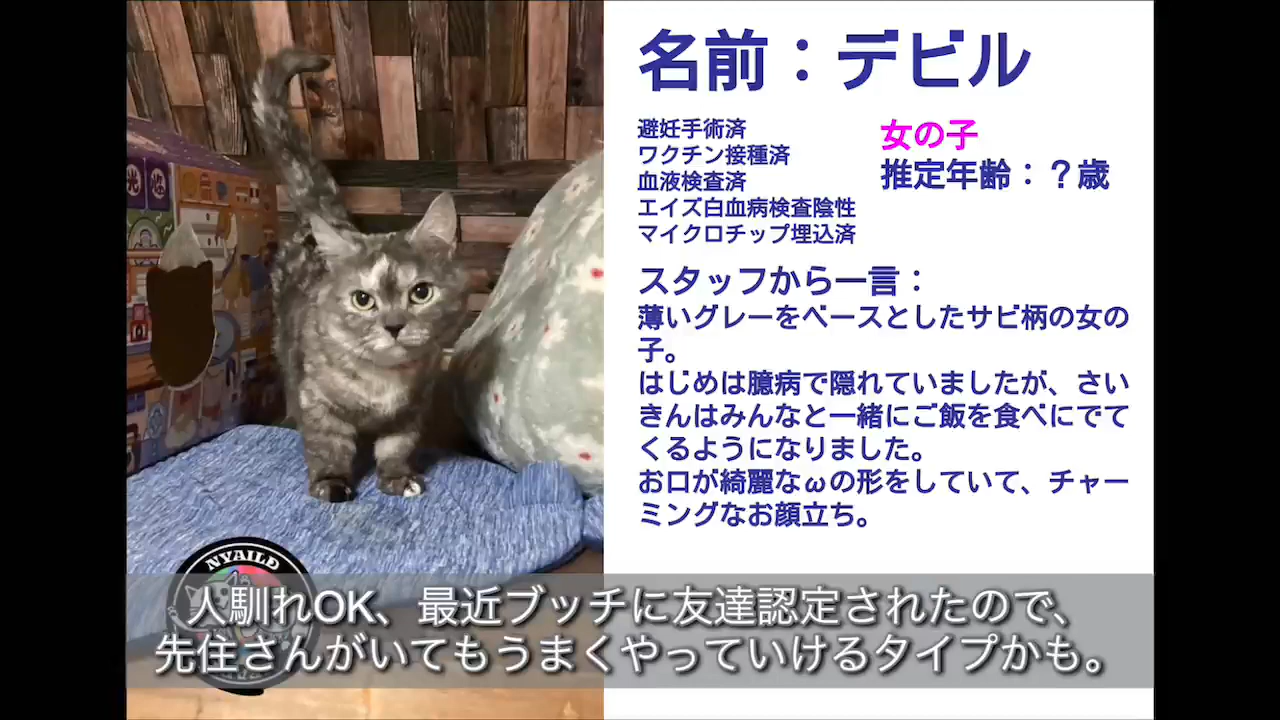 名前：デビル
避妊手術済
ワクチン接種済
血液検査済
エイズ白血病検査陰性
マイクロチップ埋込済
女の子
推定年齢：？歳
スタッフから一言：
薄いグレーをベースとしたサビ柄の女の
子。
はじめは臆病で隠れていましたが、さい
きんはみんなと一緒にご飯を食べにでて
くるようになりました。
お口が綺麗なωの形をしていて、チャー
ミングなお顔立ち。
NYAILD
人馴れOK、最近ブッチに友達認定されたので、
先住さんがいてもうまくやっていけるタイプかも。